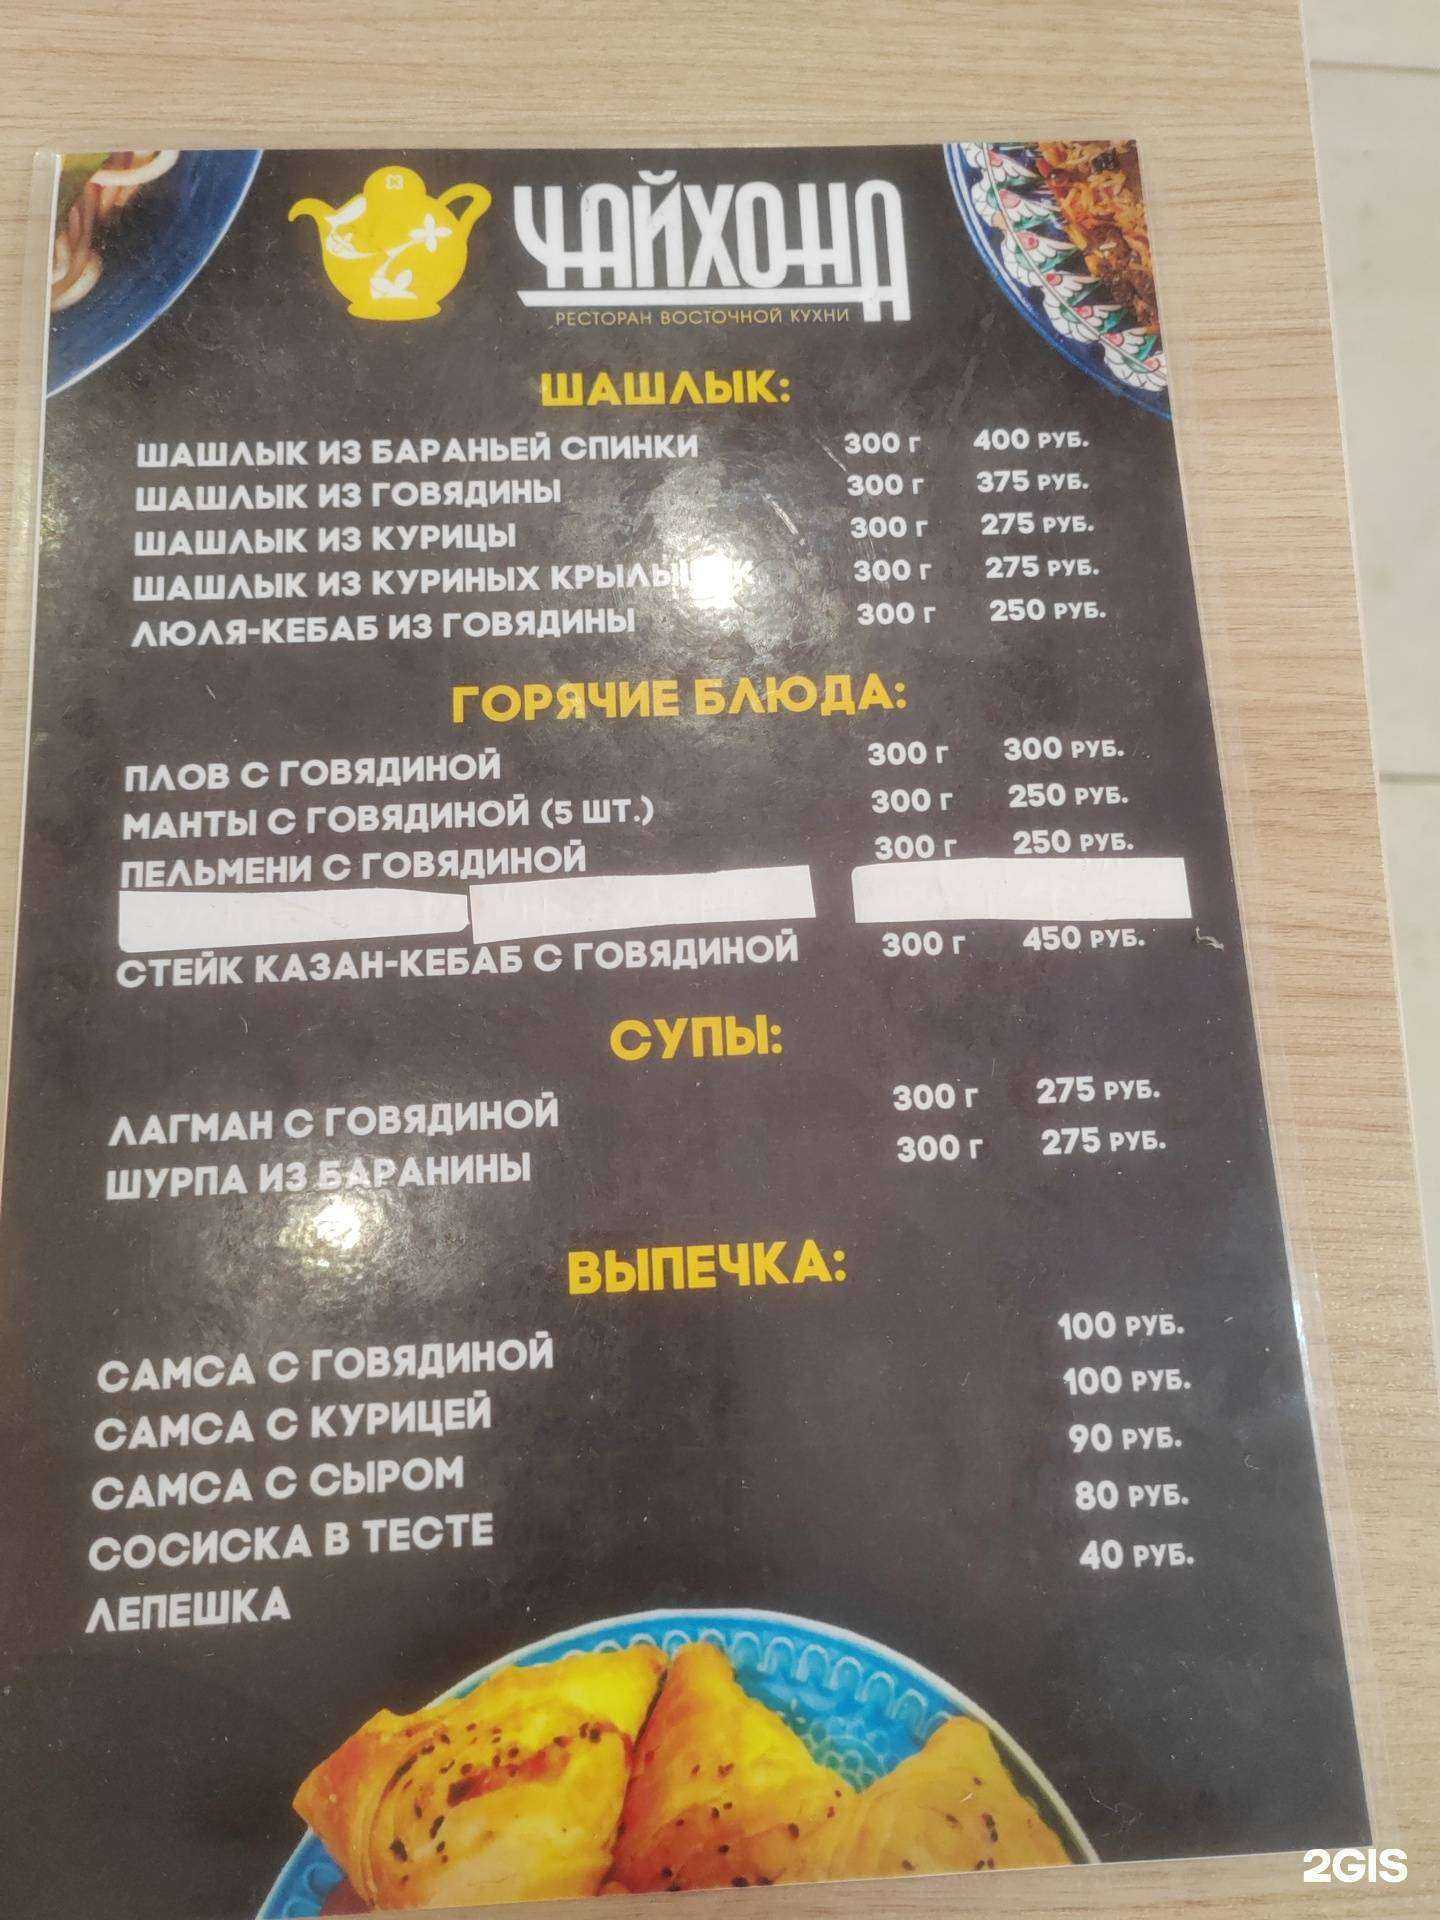 ЧАЙХОНА
РЕСТОРАН ВОСТОЧНОЙ КУХНИ
ШАШЛЫК:
ШАШЛЫК ИЗ БАРАНЬЕЙ СПИНКИ 300 Г 400 РУБ.
ШАШЛЫК ИЗ ГОВЯДИНЫ 300 Г 375 РУБ.
ШАШЛЫК ИЗ КУРИЦЫ 300 Г 275 РУБ.
ШАШЛЫК ИЗ КУРИНЫХ КРЫЛЫШЕК 300 Г 275 РУБ.
ЛЮЛЯ-КЕБАБ ИЗ ГОВЯДИНЫ 300 Г 250 РУБ.
ГОРЯЧИЕ БЛЮДА:
ПЛОВ С ГОВЯДИНОЙ 300 Г 300 РУБ.
МАНТЫ С ГОВЯДИНОЙ (5 ШТ.) 300 Г 250 РУБ.
ПЕЛЬМЕНИ С ГОВЯДИНОЙ 300 Г 250 РУБ.
СТЕЙК КАЗАН-КЕБАБ С ГОВЯДИНОЙ 300 Г 450 РУБ.
СУПЫ:
ЛАГМАН С ГОВЯДИНОЙ 300 Г 275 РУБ.
ШУРПА ИЗ БАРАНИНЫ 300 Г 275 РУБ.
ВЫПЕЧКА:
САМСА С ГОВЯДИНОЙ 100 РУБ.
САМСА С КУРИЦЕЙ 100 РУБ.
САМСА С СЫРОМ 90 РУБ.
СОСИСКА В ТЕСТЕ 80 РУБ.
ЛЕПЕШКА 40 РУБ.
2GIS